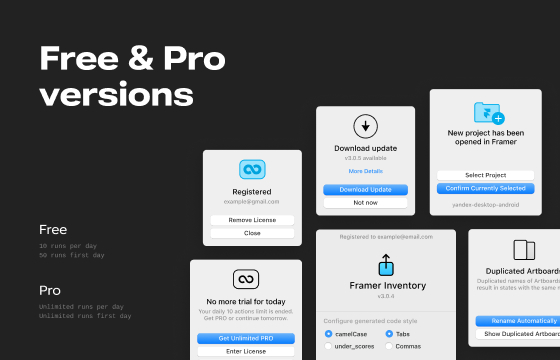 Free & Pro
versions
New project has been
opened in Framer
Select Project
Confirm Currently Selected
yandex-desktop-android
Download update
v3.0.5 available
More Details
Download Update
Not now
Registered
example@gmail.com
Remove License
Close
Free
10 runs per day
50 runs first day
Pro
Unlimited runs per day
Unlimited runs first day
No more trial for today
Your daily 10 actions limit is ended.
Get PRO or continue tomorrow.
Get Unlimited PRO
Enter License
Registered to example@email.com
Framer Inventory
v3.0.4
Configure generated code style
camelCase
Tabs
under_scores
Commas
Duplicated Artboards
Duplicated names of Artboards
result in states with the same
Rename Automatically
Show Duplicated Artboards